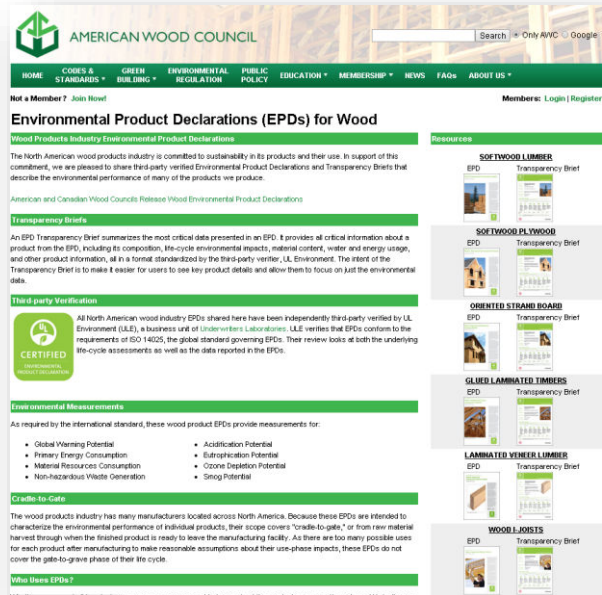 AMERICAN WOOD COUNCIL
Search Only AWC Google
HOME CODES & STANDARDS GREEN BUILDING ENVIRONMENTAL REGULATION PUBLIC POLICY EDUCATION MEMBERSHIP NEWS FAQs ABOUT US
Not a Member? Join Now!
Members: Login | Register
Environmental Product Declarations (EPDs) for Wood
Wood Products Industry Environmental Product Declarations
The North American wood products industry is committed to sustainability in its products and their use. In support of this
commitment, we are pleased to share third-party verified Environmental Product Declarations and Transparency Briefs that
describe the environmental performance of many of the products we produce.
American and Canadian Wood Councils Release Wood Environmental Product Declarations
Transparency Briefs
An EPD Transparency Brief summarizes the most critical data presented in an EPD. It provides all critical information about a
product from the EPD, including its composition, life-cycle environmental impacts, material content, water and energy usage,
and other product information, all in a format standardized by the third-party verifier, UL Environment. The intent of the
Transparency Brief is to make it easier for users to see key product details and allow them to focus on just the environmental
data.
Third-party Verification
UL
CERTIFIED
ENVIRONMENTAL
PRODUCT DECLARATION
All North American wood industry EPDs shared here have been independently third-party verified by UL
Environment (ULE), a business unit of Underwriters Laboratories. ULE verifies that EPDs conform to the
requirements of ISO 14025, the global standard governing EPDs. Their review looks at both the underlying
life-cycle assessments as well as the data reported in the EPDs.
Environmental Measurements
As required by the international standard, these wood product EPDs provide measurements for:
Global Warming Potential
Primary Energy Consumption
Material Resources Consumption
Non-hazardous Waste Generation
Acidification Potential
Eutrophication Potential
Ozone Depletion Potential
Smog Potential
Cradle-to-Gate
The wood products industry has many manufacturers located across North America. Because these EPDs are intended to
characterize the environmental performance of individual products, their scope covers "cradle-to-gate," or from raw material
harvest through when the finished product is ready to leave the manufacturing facility. As there are too many possible uses
for each product after manufacturing to make reasonable assumptions about their use-phase impacts, these EPDs do not
cover the gate-to-grave phase of their life cycle.
Who Uses EPDs?
Resources
SOFTWOOD LUMBER
EPD Transparency Brief
SOFTWOOD PLYWOOD
EPD Transparency Brief
ORIENTED STRAND BOARD
EPD Transparency Brief
GLUED LAMINATED TIMBERS
EPD Transparency Brief
LAMINATED VENEER LUMBER
EPD Transparency Brief
WOOD I-JOISTS
EPD Transparency Brief